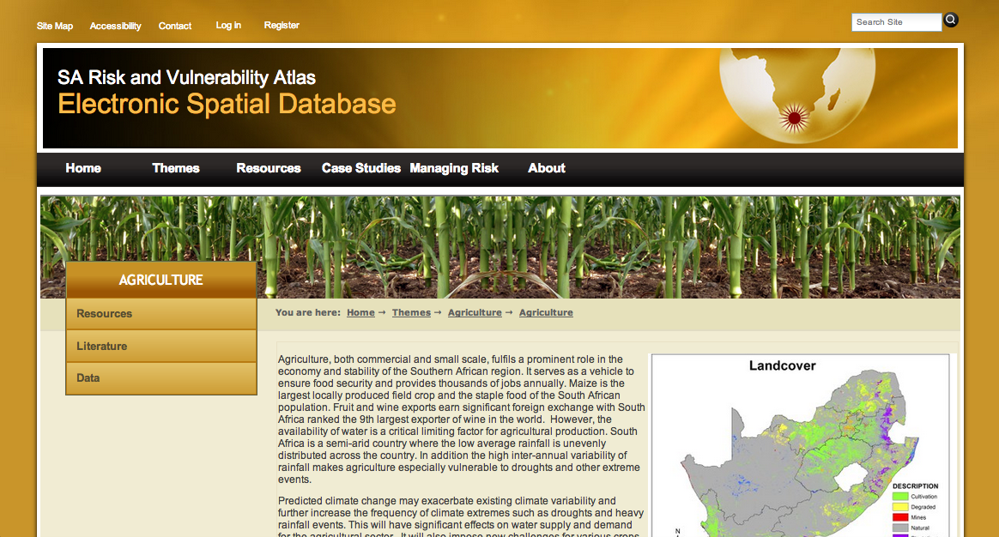 Site Map Accessibility Contact Log in Register
Search Site
SA Risk and Vulnerability Atlas
Electronic Spatial Database
Home Themes Resources Case Studies Managing Risk About
AGRICULTURE
Resources
Literature
Data
You are here: Home → Themes → Agriculture → Agriculture
Agriculture, both commercial and small scale, fulfils a prominent role in the
economy and stability of the Southern African region. It serves as a vehicle to
ensure food security and provides thousands of jobs annually. Maize is the
largest locally produced field crop and the staple food of the South African
population. Fruit and wine exports earn significant foreign exchange with South
Africa ranked the 9th largest exporter of wine in the world. However, the
availability of water is a critical limiting factor for agricultural production. South
Africa is a semi-arid country where the low average rainfall is unevenly
distributed across the country. In addition the high inter-annual variability of
rainfall makes agriculture especially vulnerable to droughts and other extreme
events.
Predicted climate change may exacerbate existing climate variability and
further increase the frequency of climate extremes such as droughts and heavy
rainfall events. This will have significant effects on water supply and demand
for the agricultural sector. It will also impose new challenges for various crops
Landcover
DESCRIPTION
Cultivation
Degraded
Mines
Natural
N